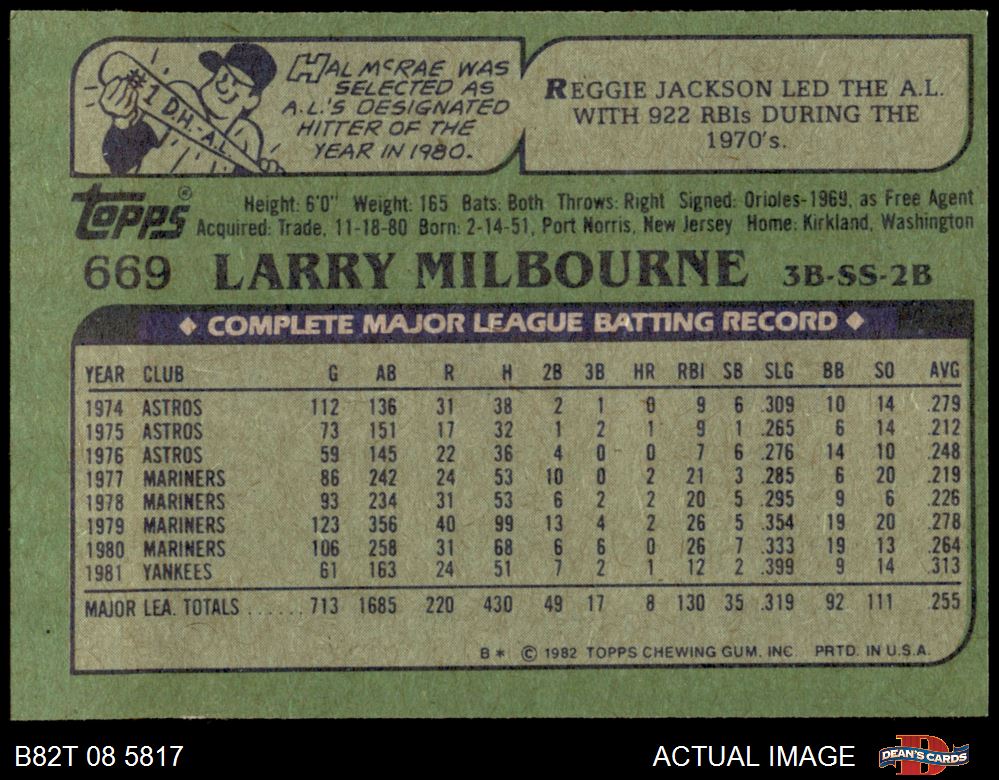 #1 D.H.-A.L.
HAL McRAE WAS
SELECTED AS
A.L.'S DESIGNATED
HITTER OF THE
YEAR IN 1980.
REGGIE JACKSON LED THE A.L.
WITH 922 RBIs DURING THE
1970's.
TOPPS®
Height: 6'0" Weight: 165 Bats: Both Throws: Right Signed: Orioles-1969, as Free Agent
Acquired: Trade, 11-18-80 Born: 2-14-51, Port Norris, New Jersey Home: Kirkland, Washington
669 LARRY MILBOURNE 3B-SS-2B
◆ COMPLETE MAJOR LEAGUE BATTING RECORD ◆
YEAR CLUB G AB R H 2B 3B HR RBI SB SLG BB SO AVG
1974 ASTROS 112 136 31 38 2 1 0 9 6 .309 10 14 .279
1975 ASTROS 73 151 17 32 1 2 1 9 1 .265 6 14 .212
1976 ASTROS 59 145 22 36 4 0 0 7 6 .276 14 10 .248
1977 MARINERS 86 242 24 53 10 0 2 21 3 .285 6 20 .219
1978 MARINERS 93 234 31 53 6 2 2 20 5 .295 9 6 .226
1979 MARINERS 123 356 40 99 13 4 2 26 5 .354 19 20 .278
1980 MARINERS 106 258 31 68 6 6 0 26 7 .333 19 13 .264
1981 YANKEES 61 163 24 51 7 2 1 12 2 .399 9 14 .313
MAJOR LEA. TOTALS ...... 713 1685 220 430 49 17 8 130 35 .319 92 111 .255
B* © 1982 TOPPS CHEWING GUM, INC. PRTD. IN U.S.A.
B82T 08 5817 ACTUAL IMAGE DEAN'S CARDS